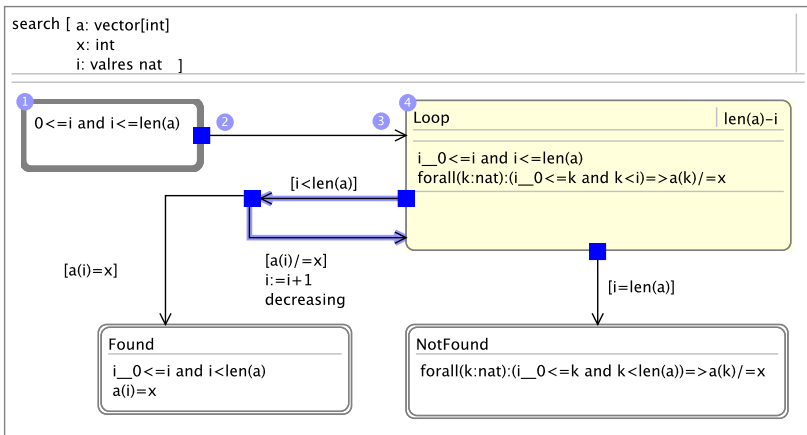 search [ a: vector[int]
x: int
i: valres nat ]
1
0<=i and i<=len(a)
2
3
4
Loop
len(a)-i
i__0<=i and i<=len(a)
forall(k:nat):(i__0<=k and k<i)=>a(k)/=x
[i<len(a)]
[a(i)=x]
[a(i)/=x]
i:=i+1
decreasing
[i=len(a)]
Found
i__0<=i and i<len(a)
a(i)=x
NotFound
forall(k:nat):(i__0<=k and k<len(a))=>a(k)/=x